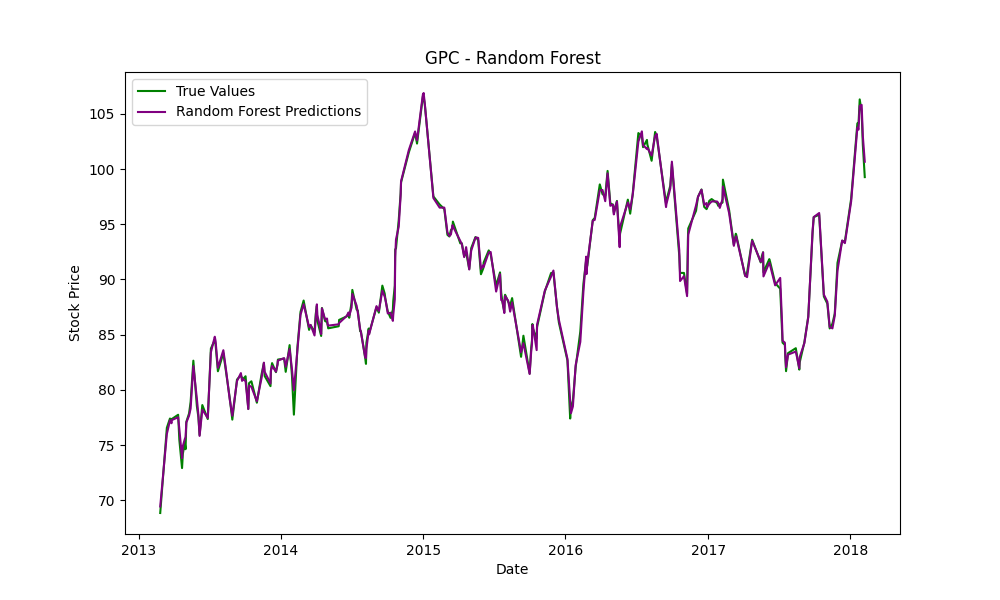 GPC - Random Forest
True Values
Random Forest Predictions
105
100
95
90
85
80
75
70
Stock Price
2013 2014 2015 2016 2017 2018
Date